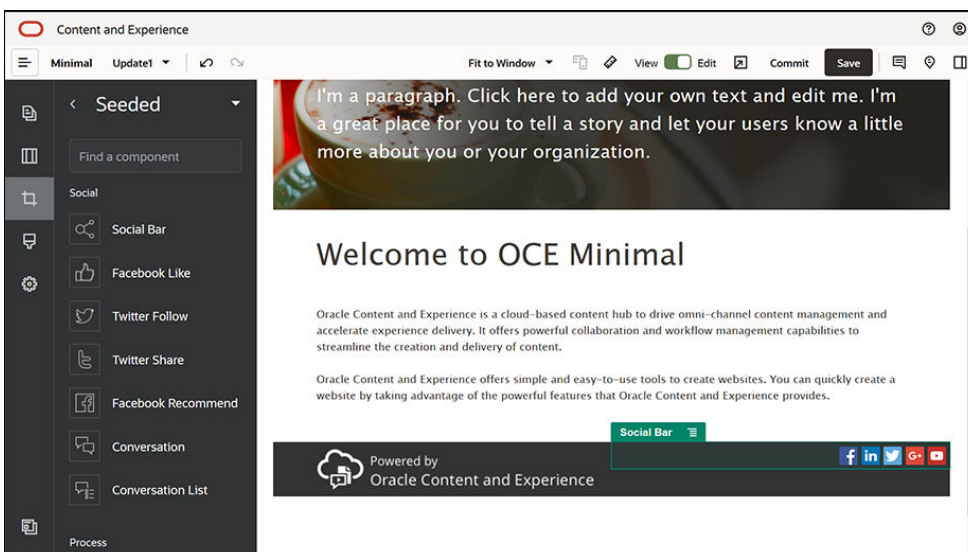 Content and Experience
Minimal Update1 Fit to Window View Edit Commit Save
Seeded
Find a component
Social
Social Bar
Facebook Like
Twitter Follow
Twitter Share
Facebook Recommend
Conversation
Conversation List
Process
I'm a paragraph. Click here to add your own text and edit me. I'm
a great place for you to tell a story and let your users know a little
more about you or your organization.
Welcome to OCE Minimal
Oracle Content and Experience is a cloud-based content hub to drive omni-channel content management and
accelerate experience delivery. It offers powerful collaboration and workflow management capabilities to
streamline the creation and delivery of content.
Oracle Content and Experience offers simple and easy-to-use tools to create websites. You can quickly create a
website by taking advantage of the powerful features that Oracle Content and Experience provides.
Social Bar
Powered by
Oracle Content and Experience
f in G+